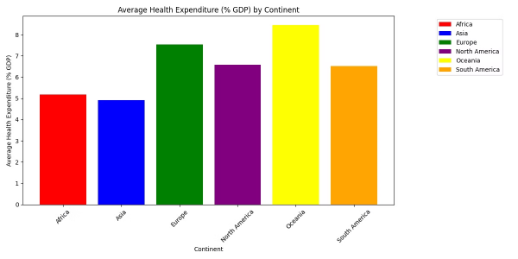 Average Health Expenditure (% GDP) by Continent
Average Health Expenditure (% GDP)
8
7
6
5
4
3
2
1
0
Africa
Asia
Europe
North America
Oceania
South America
Continent
Africa
Asia
Europe
North America
Oceania
South America